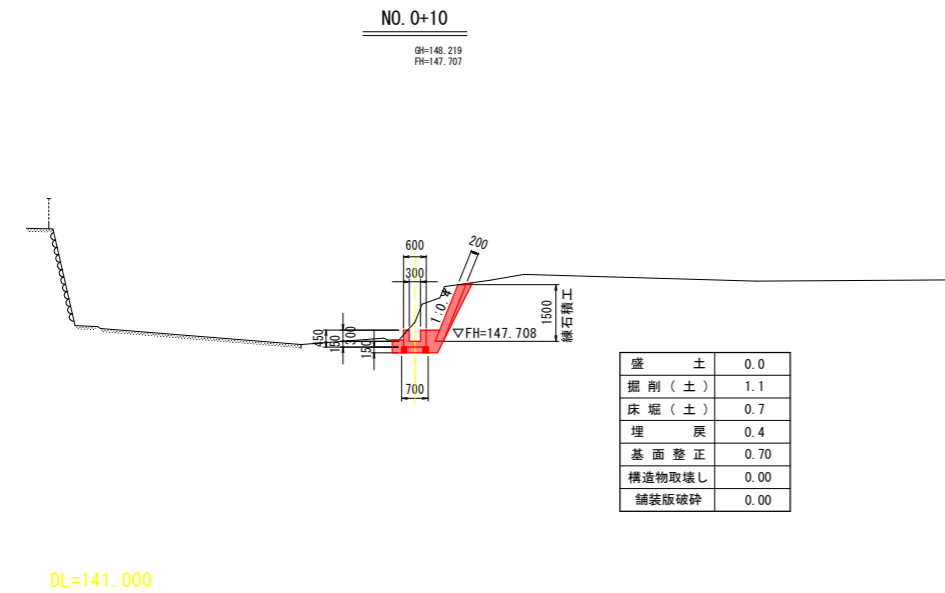 NO. 0+10
GH=148. 219
FH=147. 707
600
200
300
1:0.4
1500
練石積工
450
300
150
150
▽FH=147. 708
700
盛 土 0. 0
掘 削 ( 土 ) 1. 1
床 堀 ( 土 ) 0. 7
埋 戻 0. 4
基 面 整 正 0. 70
構造物取壊し 0. 00
舗装版破砕 0. 00
DL=141. 000